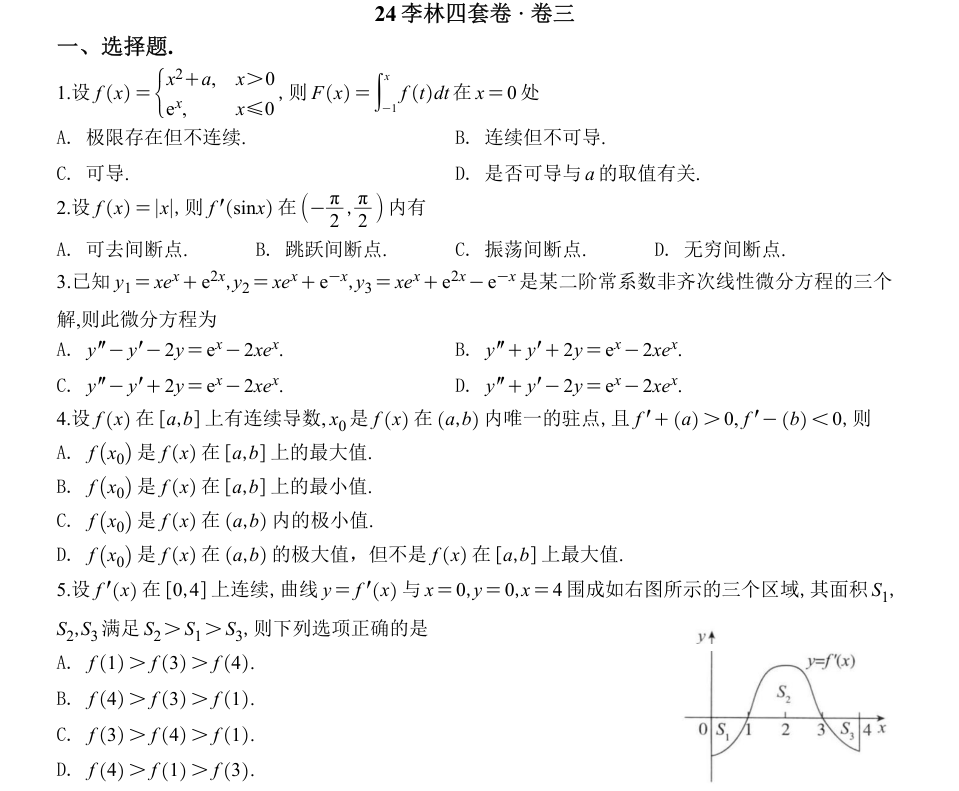 24李林四套卷·卷三
一、选择题.
1.设 f(x) = { x²+a, x>0 ; eˣ, x⩽0 , 则 F(x) = ∫₋₁ˣ f(t)dt 在 x=0 处
A. 极限存在但不连续. B. 连续但不可导.
C. 可导. D. 是否可导与a的取值有关.
2.设 f(x) = |x|, 则 f′(sinx) 在 (−π/2, π/2) 内有
A. 可去间断点. B. 跳跃间断点. C. 振荡间断点. D. 无穷间断点.
3.已知 y₁ = xeˣ + e²ˣ, y₂ = xeˣ + e⁻ˣ, y₃ = xeˣ + e²ˣ − e⁻ˣ 是某二阶常系数非齐次线性微分方程的三个
解,则此微分方程为
A. y″ − y′ − 2y = eˣ − 2xeˣ. B. y″ + y′ + 2y = eˣ − 2xeˣ.
C. y″ − y′ + 2y = eˣ − 2xeˣ. D. y″ + y′ − 2y = eˣ − 2xeˣ.
4.设 f(x) 在 [a,b] 上有连续导数, x₀ 是 f(x) 在 (a,b) 内唯一的驻点, 且 f′+(a) > 0, f′−(b) < 0, 则
A. f(x₀) 是 f(x) 在 [a,b] 上的最大值.
B. f(x₀) 是 f(x) 在 [a,b] 上的最小值.
C. f(x₀) 是 f(x) 在 (a,b) 内的极小值.
D. f(x₀) 是 f(x) 在 (a,b) 的极大值，但不是 f(x) 在 [a,b] 上最大值.
5.设 f′(x) 在 [0,4] 上连续, 曲线 y = f′(x) 与 x=0, y=0, x=4 围成如右图所示的三个区域, 其面积 S₁,
S₂,S₃ 满足 S₂ > S₁ > S₃, 则下列选项正确的是
A. f(1) > f(3) > f(4).
B. f(4) > f(3) > f(1).
C. f(3) > f(4) > f(1).
D. f(4) > f(1) > f(3).
y
y=f′(x)
S₂
0 S₁ 1 2 3 S₃ 4 x